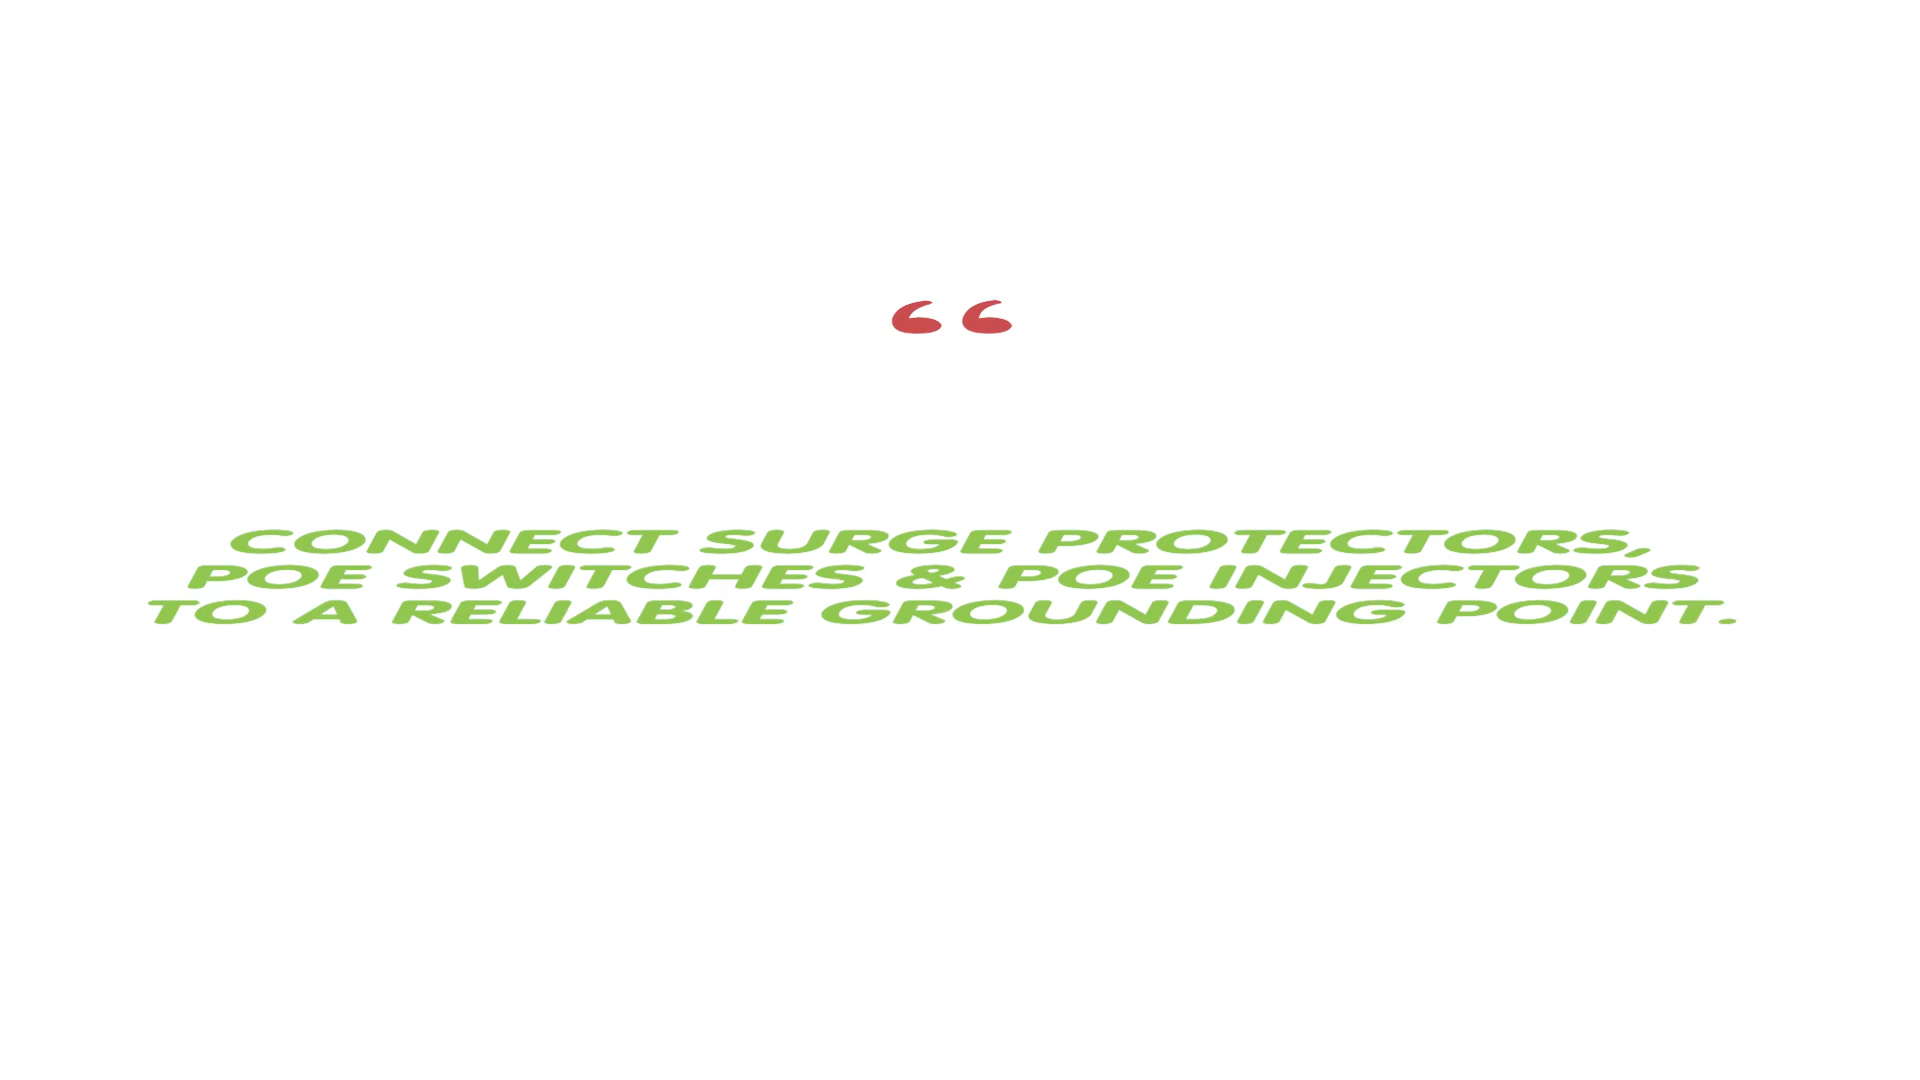 “
CONNECT SURGE PROTECTORS,
POE SWITCHES & POE INJECTORS
TO A RELIABLE GROUNDING POINT.